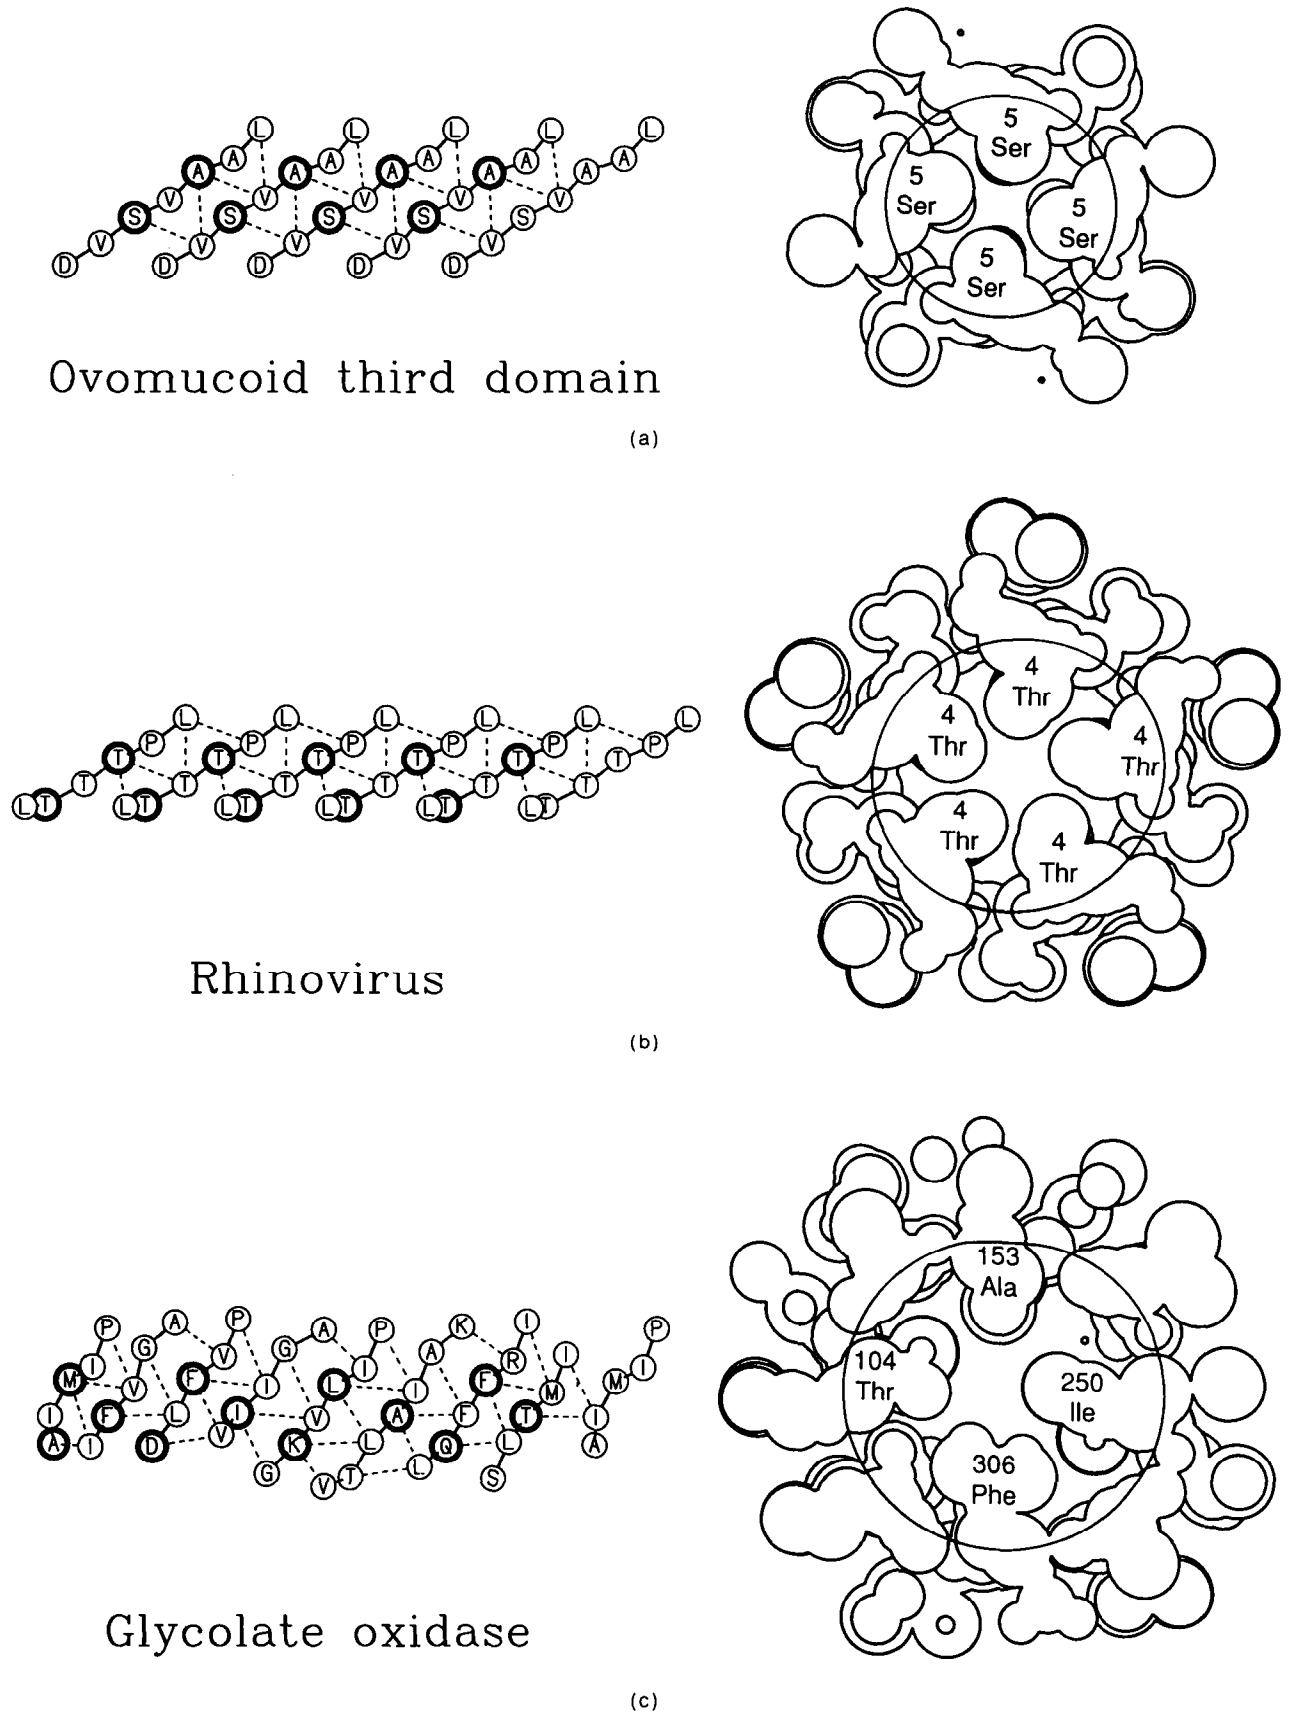 L L L L L
A A A A A A A A A A
S V S V S V S V S V
D V D V D V D V D V
Ovomucoid third domain
5
Ser
5
Ser
5
Ser
5
Ser
(a)
L L L L L L
T P T P T P T P T P T P
T T T T T T
L T L T L T L T L T L T
Rhinovirus
4
Thr
4
Thr
4
Thr
4
Thr
4
Thr
(b)
P A P A P K I P
M I G V F V G I L I A I F R M I M I
I F L V I V L A F T I
A I D G K V T L L Q S L A
Glycolate oxidase
153
Ala
104
Thr
250
Ile
306
Phe
(c)